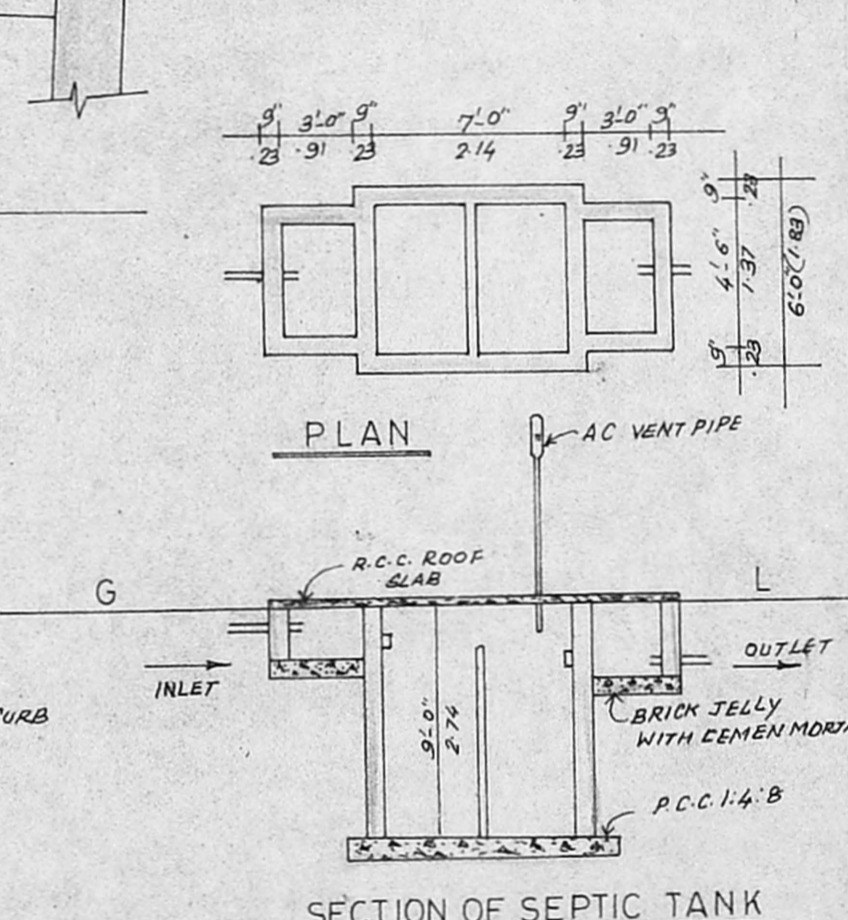 9" 3'-0" 9" 7'-0" 9" 3'-0" 9"
.23 .91 .23 2.14 .23 .91 .23
9" 4'-6" 9"
.23 1.37 .23
6'-0"(1.83)
PLAN
AC VENT PIPE
R.C.C. ROOF
SLAB
G L
INLET
OUTLET
CURB
9'-0"
2.74
BRICK JELLY
WITH CEMEN MORTA
P.C.C. 1:4:8
SECTION OF SEPTIC TANK